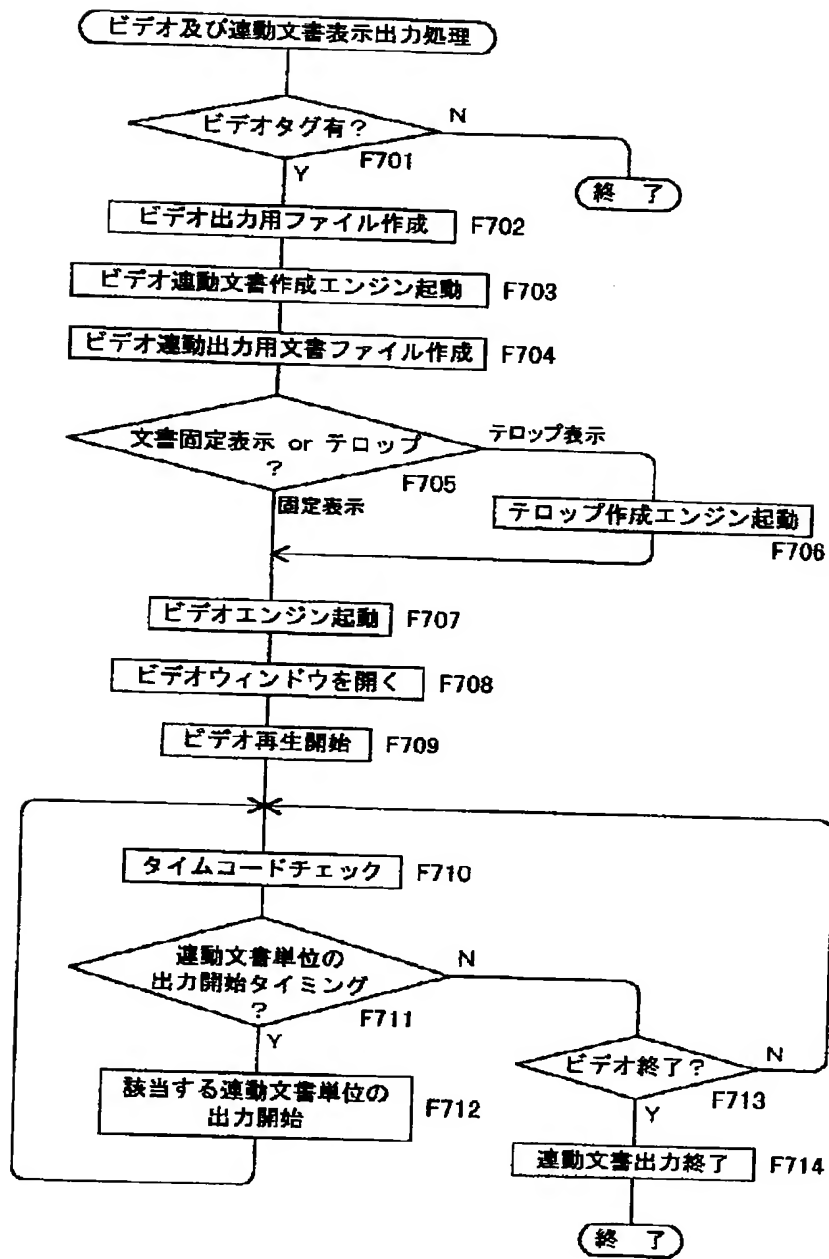 ビデオ及び連動文書表示出力処理
ビデオタグ有?
N
F701
Y
終 了
ビデオ出力用ファイル作成
F702
ビデオ連動文書作成エンジン起動
F703
ビデオ連動出力用文書ファイル作成
F704
文書固定表示 or テロップ
?
テロップ表示
F705
固定表示
テロップ作成エンジン起動
F706
ビデオエンジン起動
F707
ビデオウィンドウを開く
F708
ビデオ再生開始
F709
タイムコードチェック
F710
連動文書単位の
出力開始タイミング
?
N
F711
Y
該当する連動文書単位の
出力開始
F712
ビデオ終了?
N
F713
Y
連動文書出力終了
F714
終 了